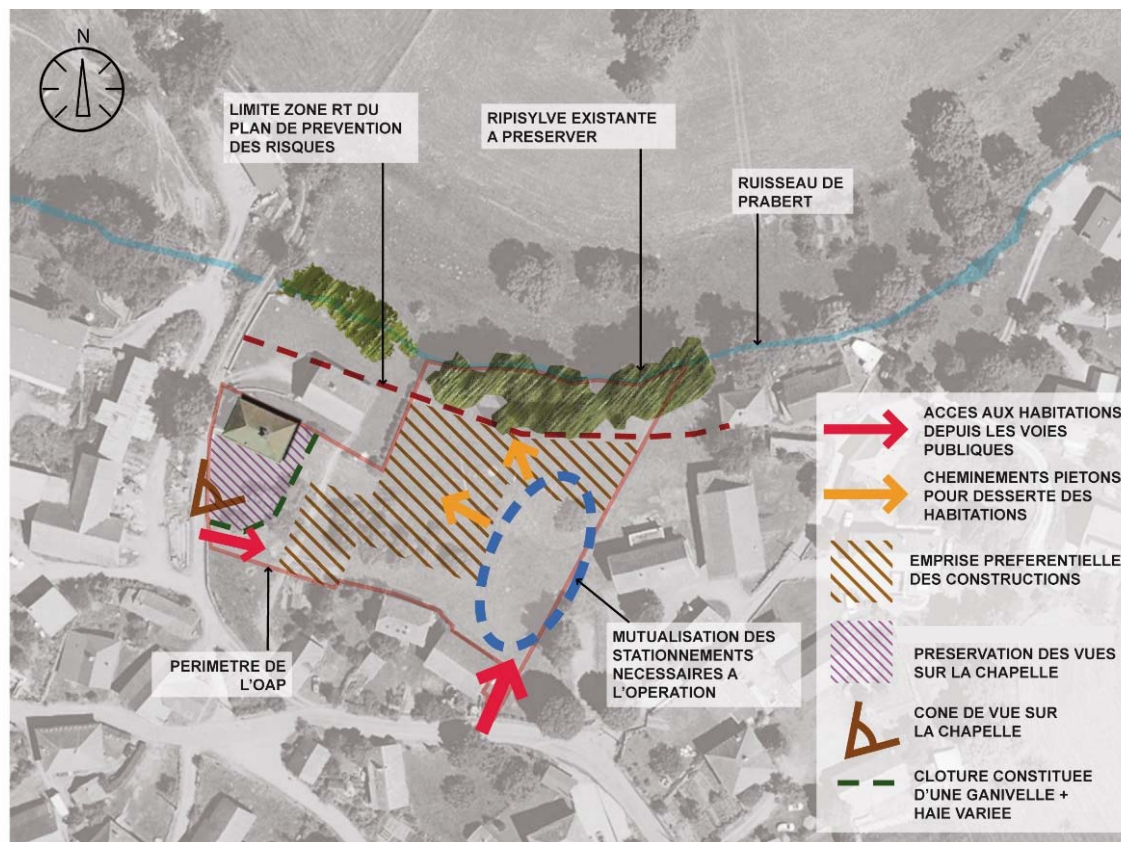 N
LIMITE ZONE RT DU
PLAN DE PREVENTION
DES RISQUES
RIPISYLVE EXISTANTE
A PRESERVER
RUISSEAU DE
PRABERT
ACCES AUX HABITATIONS
DEPUIS LES VOIES
PUBLIQUES
CHEMINEMENTS PIETONS
POUR DESSERTE DES
HABITATIONS
EMPRISE PREFERENTIELLE
DES CONSTRUCTIONS
PERIMETRE DE
L'OAP
MUTUALISATION DES
STATIONNEMENTS
NECESSAIRES A
L'OPERATION
PRESERVATION DES VUES
SUR LA CHAPELLE
CONE DE VUE SUR
LA CHAPELLE
CLOTURE CONSTITUEE
D'UNE GANIVELLE +
HAIE VARIEE